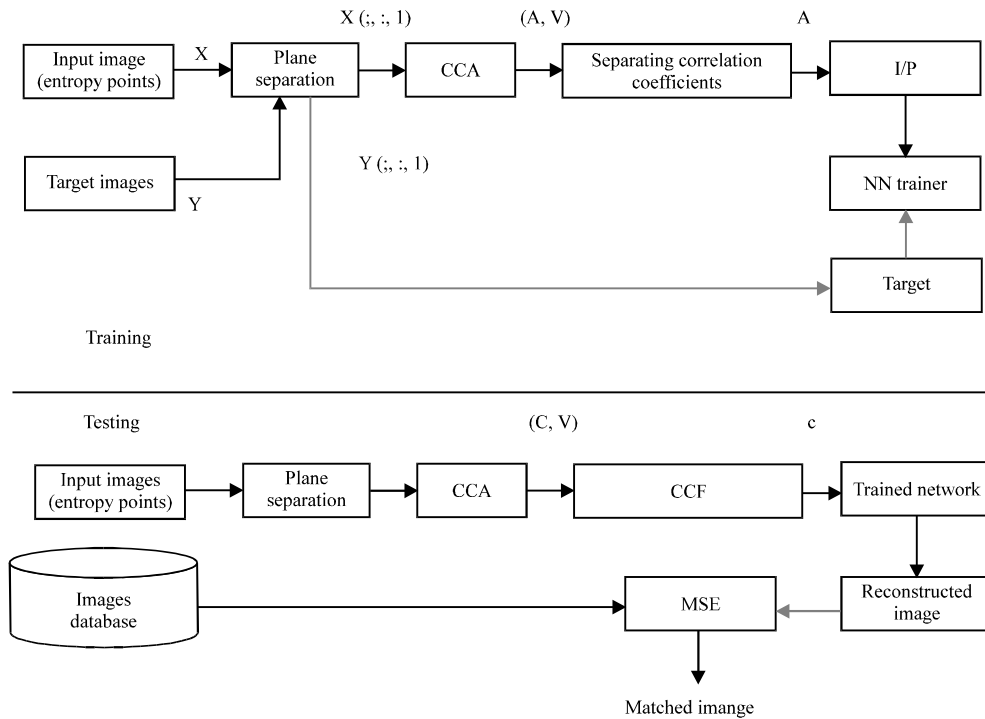 X (;, :, 1)
(A, V)
A
Input image
(entropy points)
X
Plane
separation
CCA
Separating correlation
coefficients
I/P
Target images
Y
Y (;, :, 1)
NN trainer
Target
Training
Testing
(C, V)
c
Input images
(entropy points)
Plane
separation
CCA
CCF
Trained network
Images
database
MSE
Reconstructed
image
Matched imange